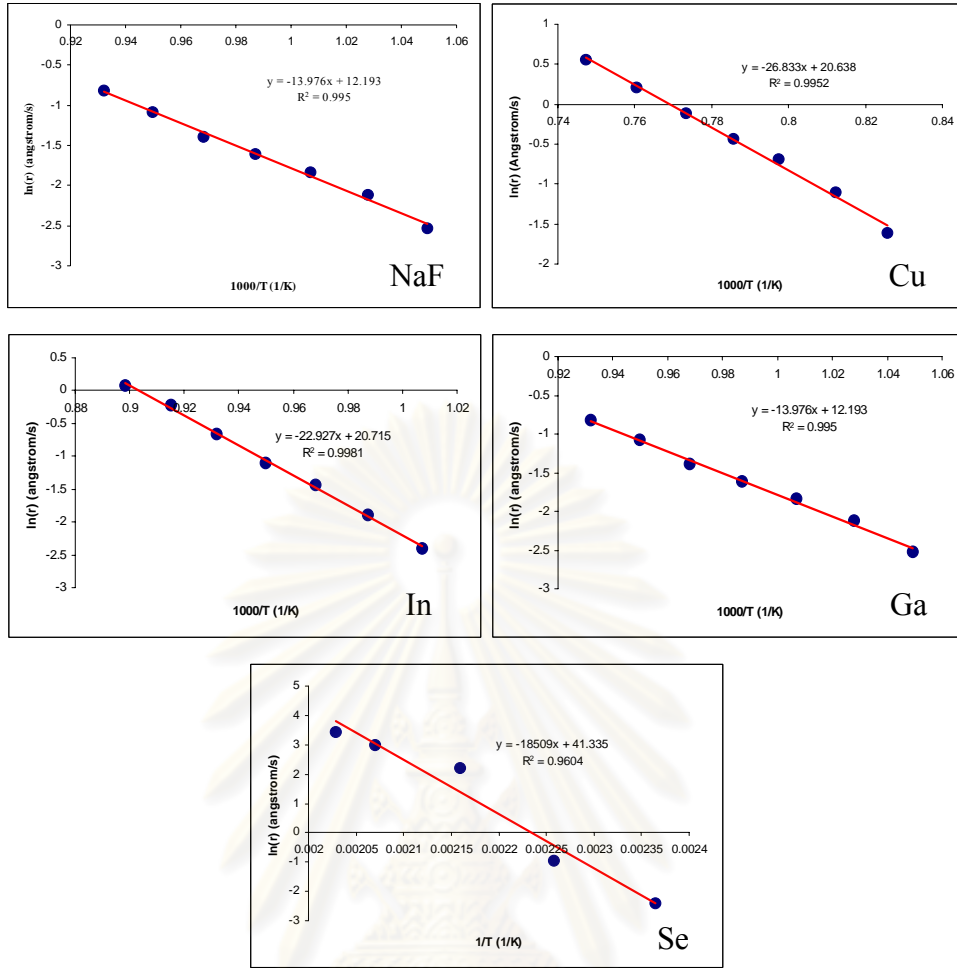 0
0.92 0.94 0.96 0.98 1 1.02 1.04 1.06
-0.5
y = -13.976x + 12.193
R² = 0.995
-1
-1.5
-2
-2.5
-3
ln(r) (angstrom/s)
1000/T (1/K)
NaF
1
0.5
y = -26.833x + 20.638
R² = 0.9952
0
0.74 0.76 0.78 0.8 0.82 0.84
-0.5
-1
-1.5
-2
ln(r) (Angstrom/s)
1000/T (1/K)
Cu
0.5
0
0.88 0.9 0.92 0.94 0.96 0.98 1 1.02
-0.5
y = -22.927x + 20.715
R² = 0.9981
-1
-1.5
-2
-2.5
-3
ln(r) (angstrom/s)
1000/T (1/K)
In
0
0.92 0.94 0.96 0.98 1 1.02 1.04 1.06
-0.5
y = -13.976x + 12.193
R² = 0.995
-1
-1.5
-2
-2.5
-3
ln(r) (angstrom/s)
1000/T (1/K)
Ga
5
4
y = -18509x + 41.335
R² = 0.9604
3
2
1
0
0.002 0.00205 0.0021 0.00215 0.0022 0.00225 0.0023 0.00235 0.0024
-1
-2
-3
ln(r) (angstrom/s)
1/T (1/K)
Se